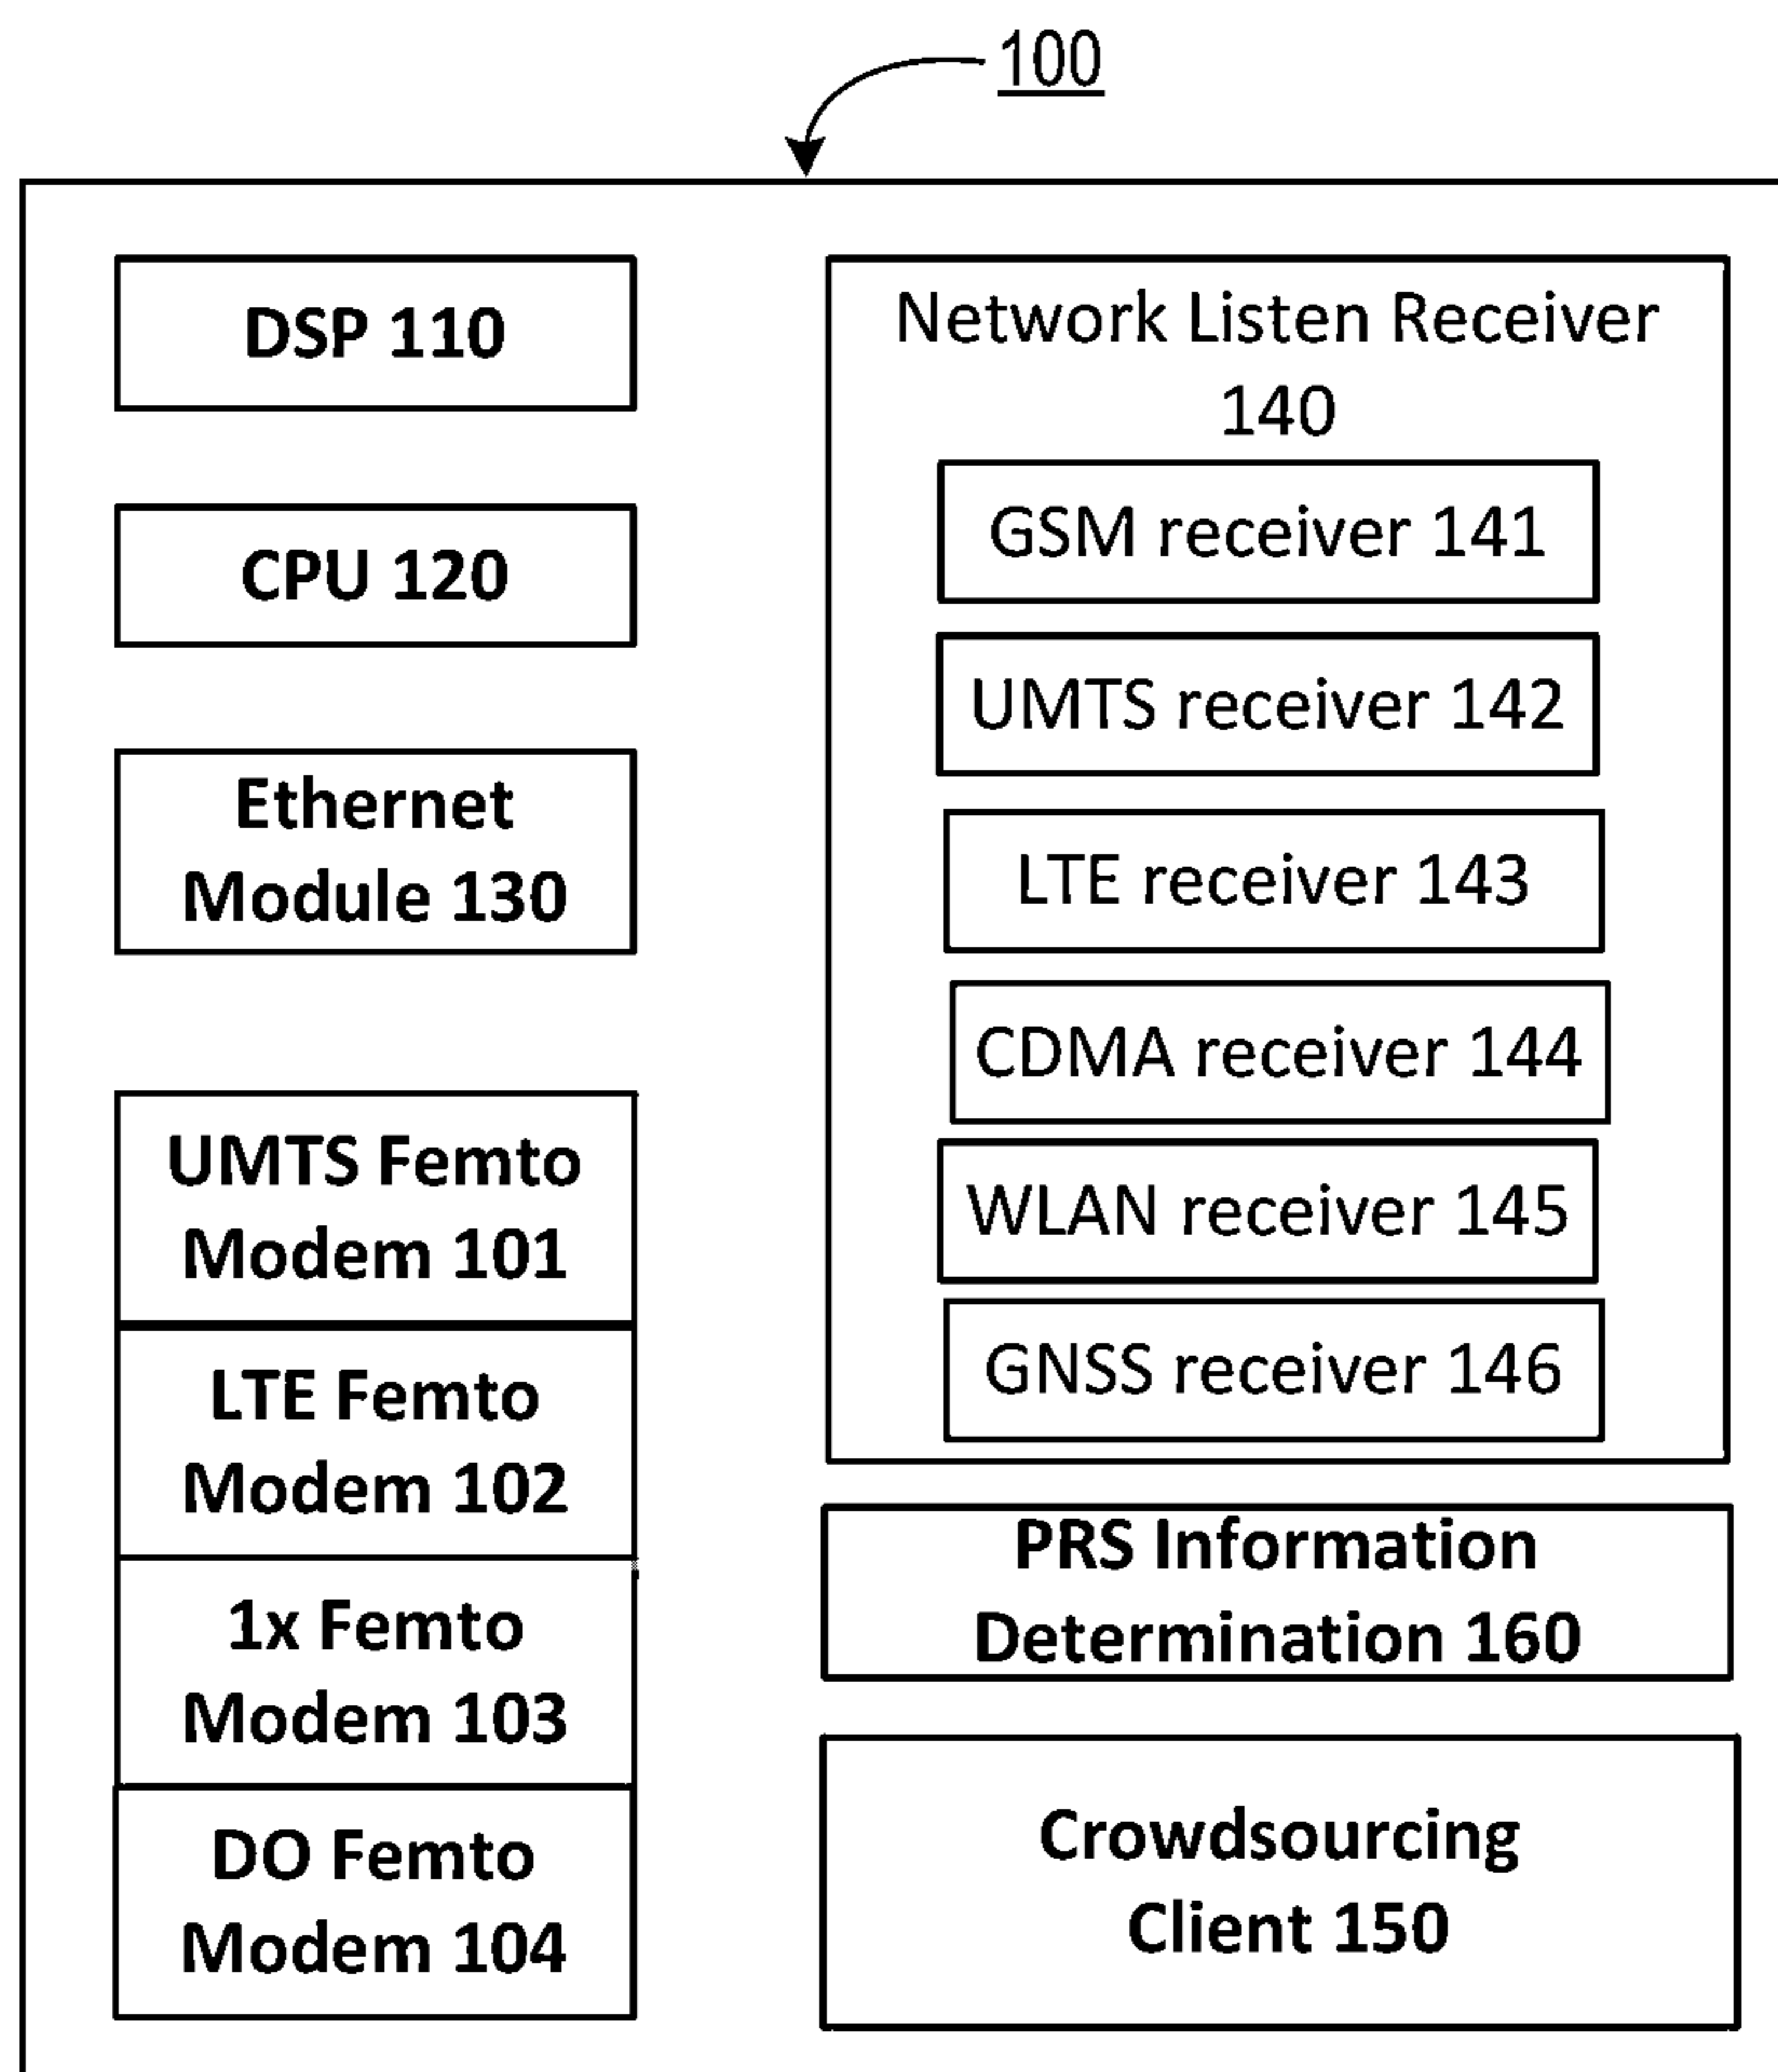 100
DSP 110
CPU 120
Ethernet
Module 130
UMTS Femto
Modem 101
LTE Femto
Modem 102
1x Femto
Modem 103
DO Femto
Modem 104
Network Listen Receiver
140
GSM receiver 141
UMTS receiver 142
LTE receiver 143
CDMA receiver 144
WLAN receiver 145
GNSS receiver 146
PRS Information
Determination 160
Crowdsourcing
Client 150